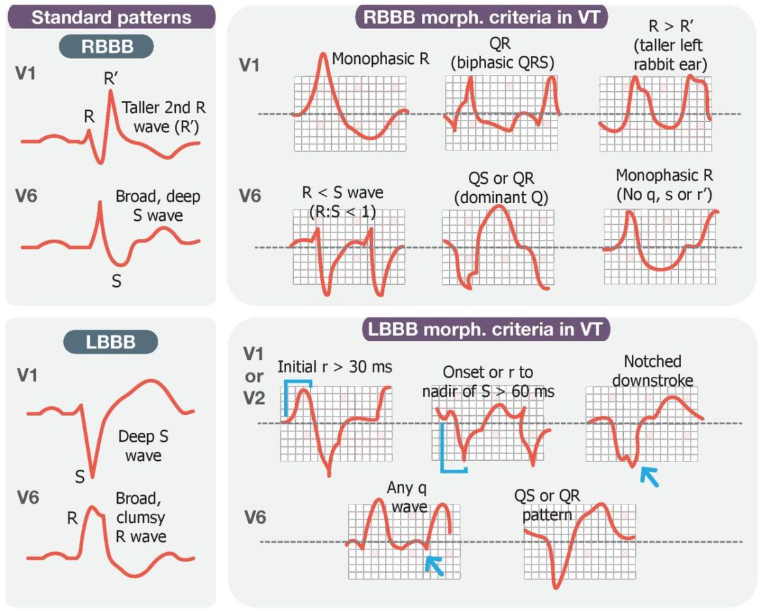 Standard patterns
RBBB
V1
R'
R
Taller 2nd R
wave (R')
V6
Broad, deep
S wave
S
RBBB morph. criteria in VT
V1
Monophasic R
QR
(biphasic QRS)
R > R'
(taller left
rabbit ear)
V6
R < S wave
(R:S < 1)
QS or QR
(dominant Q)
Monophasic R
(No q, s or r')
LBBB
V1
Deep S
wave
S
V6
R
Broad,
clumsy
R wave
LBBB morph. criteria in VT
V1
or
V2
Initial r > 30 ms
Onset or r to
nadir of S > 60 ms
Notched
downstroke
V6
Any q
wave
QS or QR
pattern